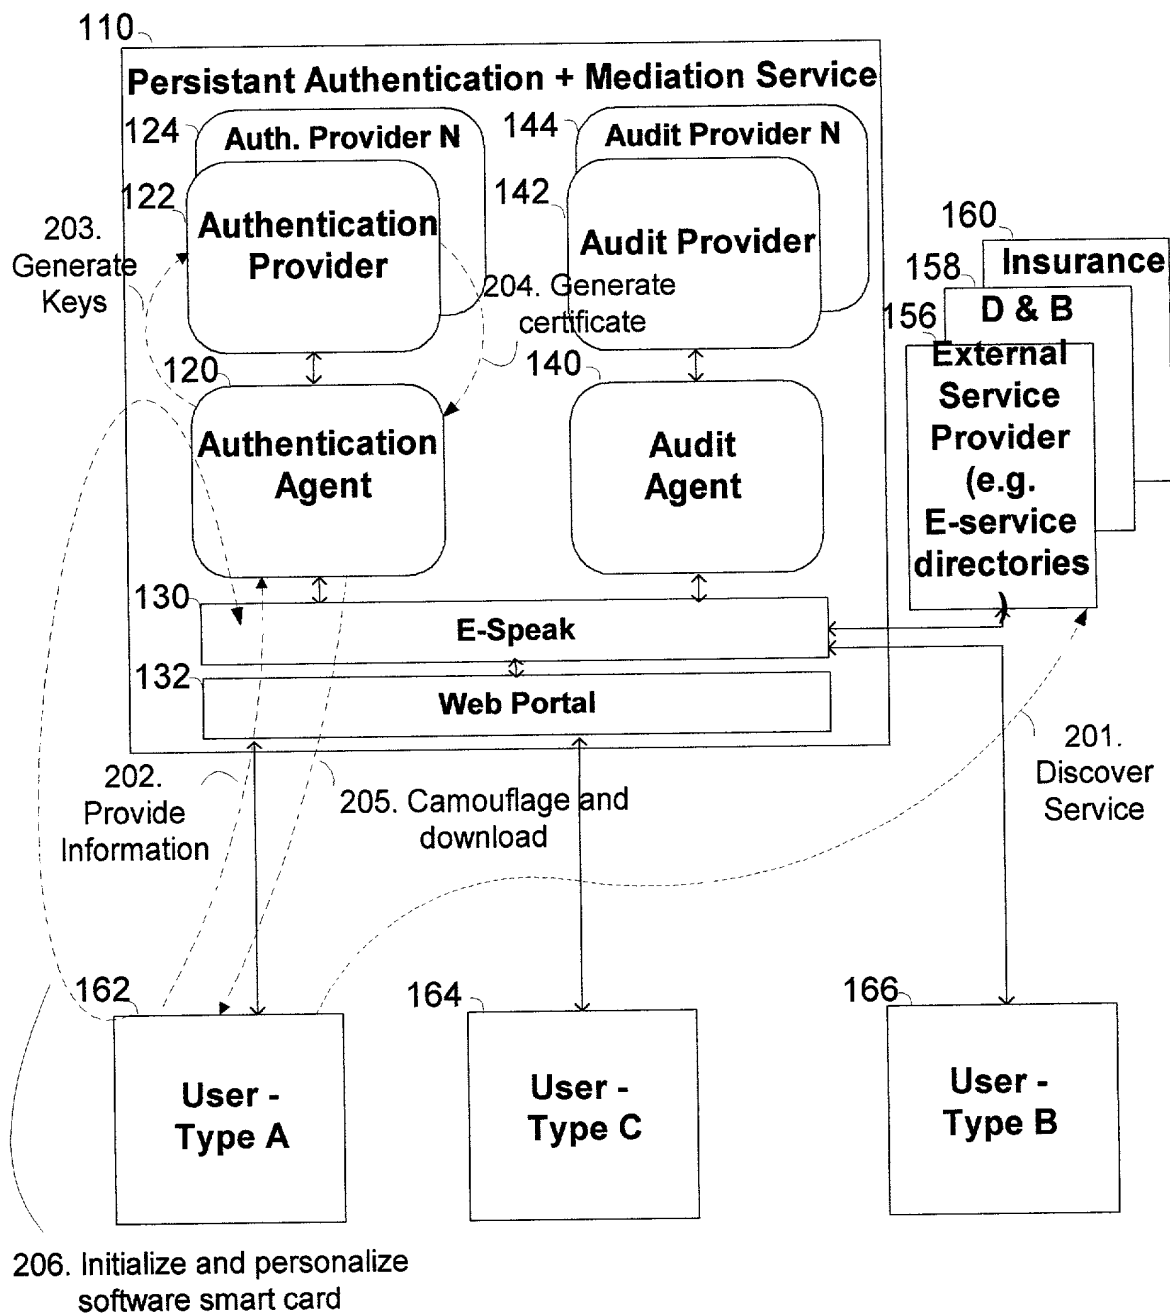 110
Persistant Authentication + Mediation Service
124
Auth. Provider N
144
Audit Provider N
122
Authentication
Provider
142
Audit Provider
203.
Generate
Keys
204. Generate
certificate
160
Insurance
158
D & B
156
External
Service
Provider
(e.g.
E-service
directories
)
120
Authentication
Agent
140
Audit
Agent
130
E-Speak
132
Web Portal
202.
Provide
Information
205. Camouflage and
download
201.
Discover
Service
162
User -
Type A
164
User -
Type C
166
User -
Type B
206. Initialize and personalize
software smart card